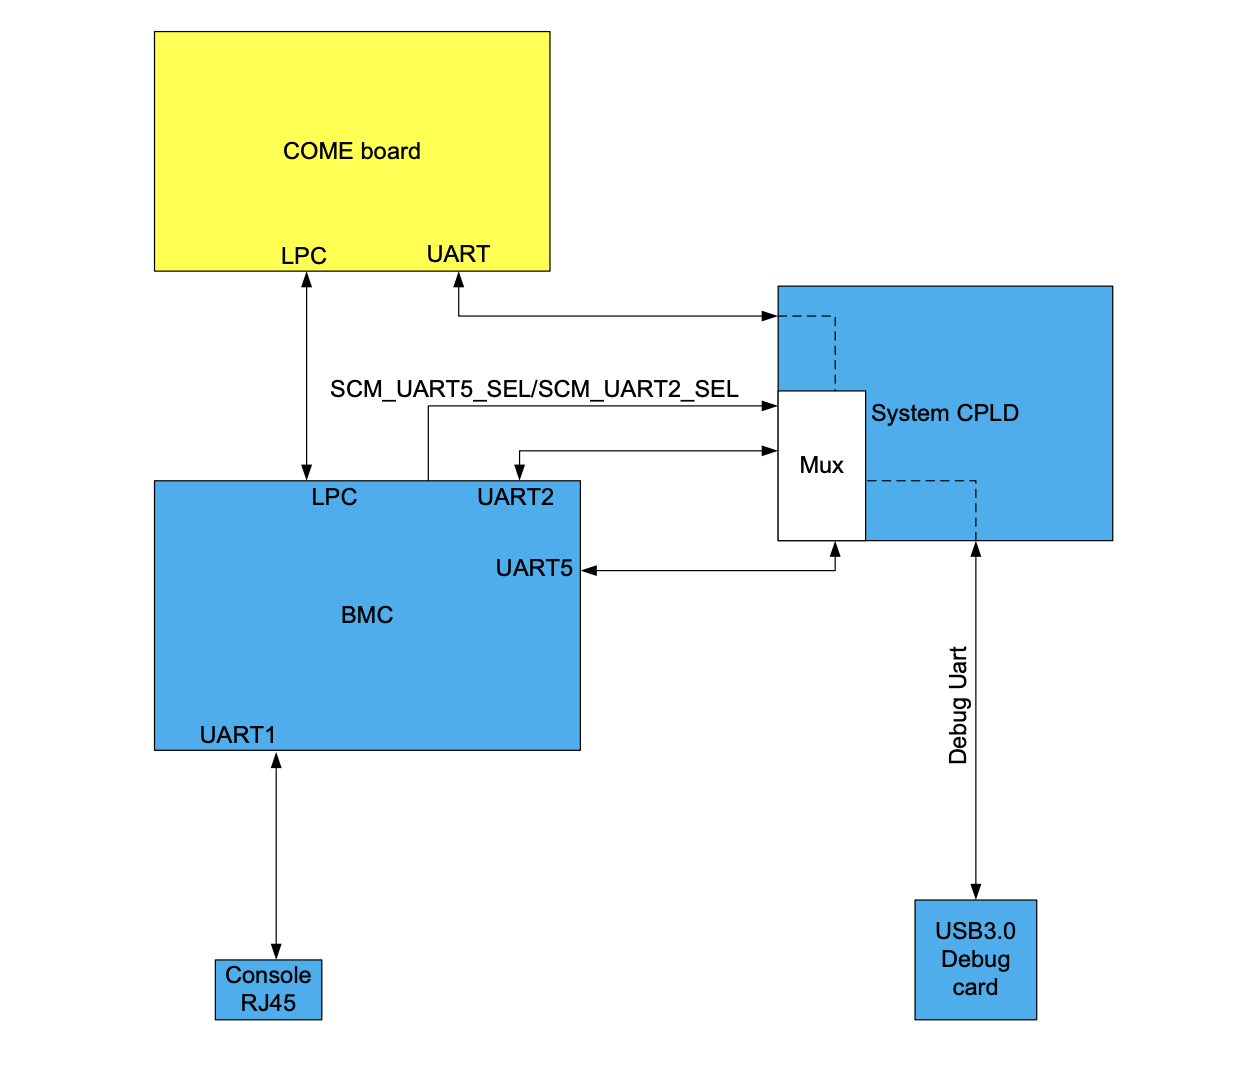 COME board
LPC
UART
SCM_UART5_SEL/SCM_UART2_SEL
System CPLD
Mux
LPC
UART2
UART5
BMC
UART1
Debug Uart
Console
RJ45
USB3.0
Debug
card